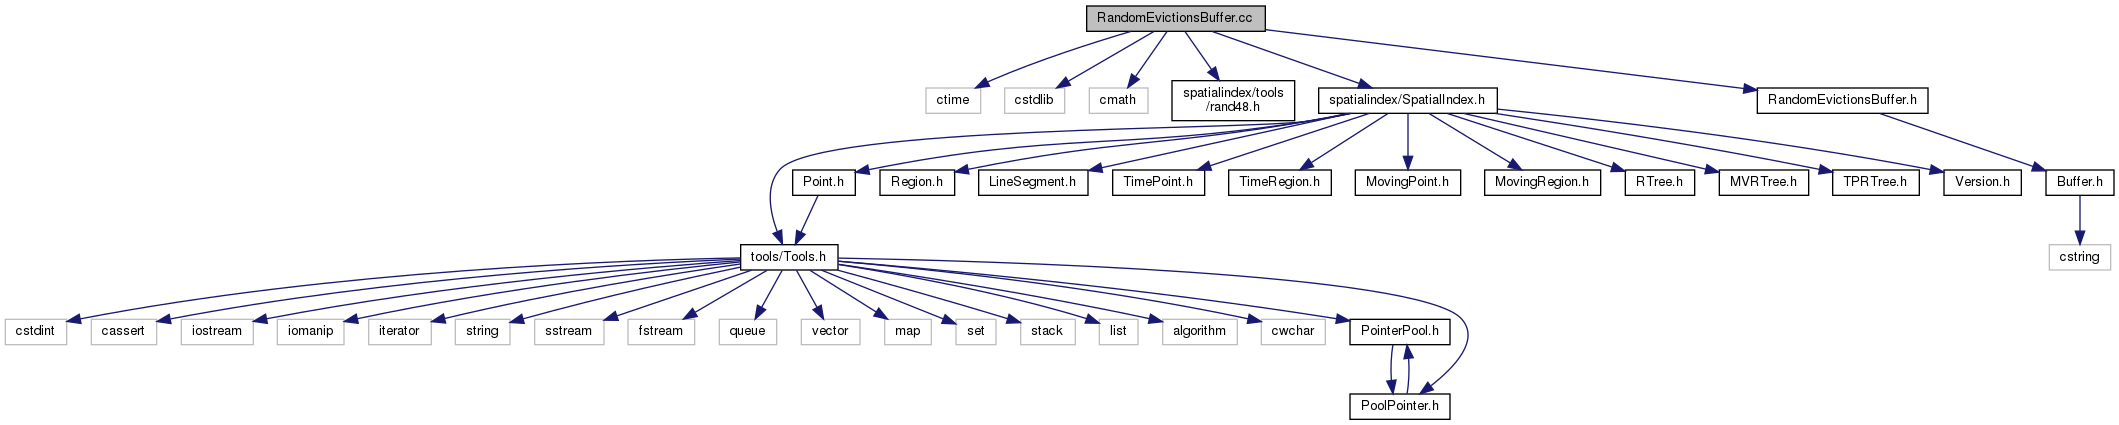 RandomEvictionsBuffer.cc
ctime
cstdlib
cmath
spatialindex/tools
/rand48.h
spatialindex/SpatialIndex.h
RandomEvictionsBuffer.h
Point.h
Region.h
LineSegment.h
TimePoint.h
TimeRegion.h
MovingPoint.h
MovingRegion.h
RTree.h
MVRTree.h
TPRTree.h
Version.h
Buffer.h
tools/Tools.h
cstring
cstdint
cassert
iostream
iomanip
iterator
string
sstream
fstream
queue
vector
map
set
stack
list
algorithm
cwchar
PointerPool.h
PoolPointer.h